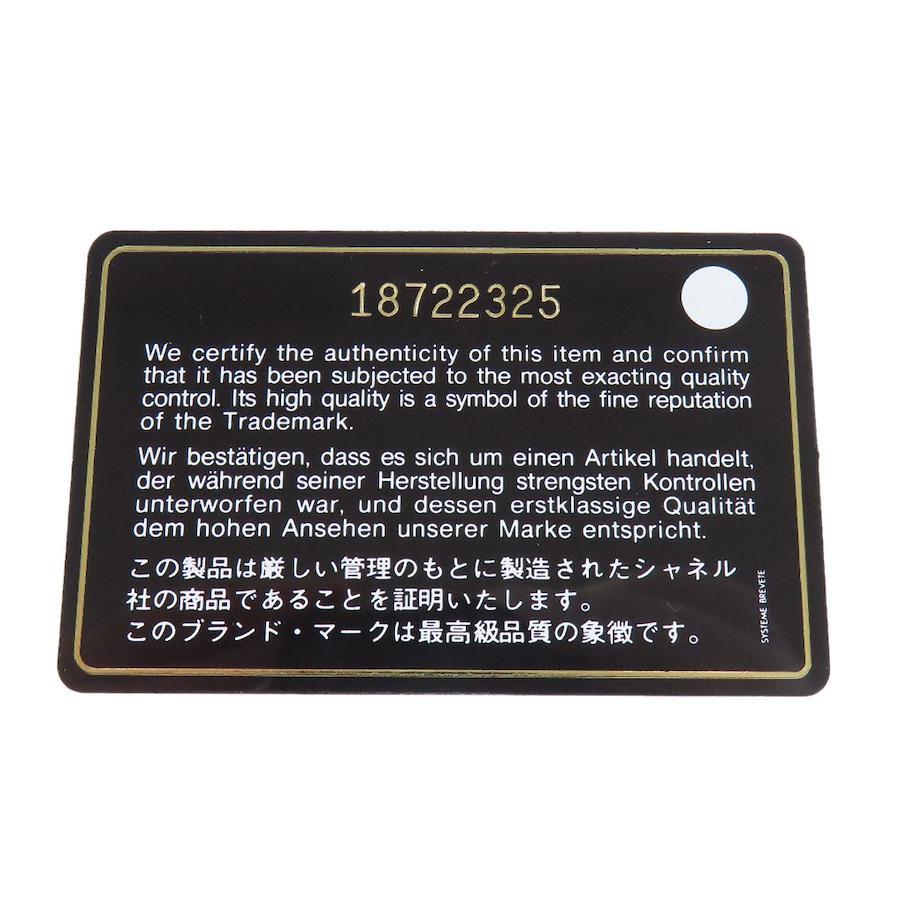 18722325
We certify the authenticity of this item and confirm
that it has been subjected to the most exacting quality
control. Its high quality is a symbol of the fine reputation
of the Trademark.
Wir bestätigen, dass es sich um einen Artikel handelt,
der während seiner Herstellung strengsten Kontrollen
unterworfen war, und dessen erstklassige Qualität
dem hohen Ansehen unserer Marke entspricht.
この製品は厳しい管理のもとに製造されたシャネル
社の商品であることを証明いたします。
このブランド・マークは最高級品質の象徴です。
SYSTEME BREVETE